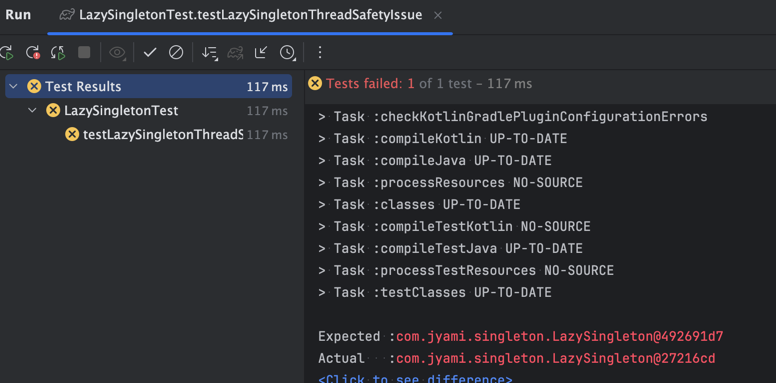 Run LazySingletonTest.testLazySingletonThreadSafetyIssue
Test Results 117 ms
LazySingletonTest 117 ms
testLazySingletonThreadS 117 ms
Tests failed: 1 of 1 test – 117 ms
> Task :checkKotlinGradlePluginConfigurationErrors
> Task :compileKotlin UP-TO-DATE
> Task :compileJava UP-TO-DATE
> Task :processResources NO-SOURCE
> Task :classes UP-TO-DATE
> Task :compileTestKotlin NO-SOURCE
> Task :compileTestJava UP-TO-DATE
> Task :processTestResources NO-SOURCE
> Task :testClasses UP-TO-DATE
Expected :com.jyami.singleton.LazySingleton@492691d7
Actual   :com.jyami.singleton.LazySingleton@27216cd
<Click to see difference>